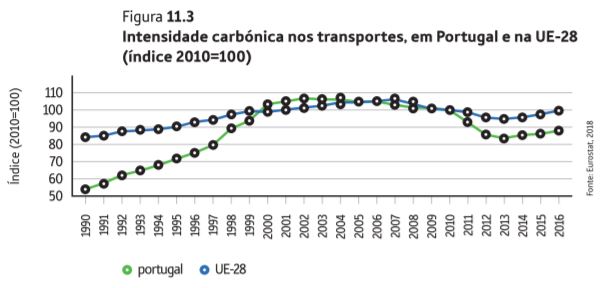 Figura 11.3
Intensidade carbónica nos transportes, em Portugal e na UE-28
(índice 2010=100)
Índice (2010=100)
110
100
90
80
70
60
50
1990 1991 1992 1993 1994 1995 1996 1997 1998 1999 2000 2001 2002 2003 2004 2005 2006 2007 2008 2009 2010 2011 2012 2013 2014 2015 2016
portugal UE-28
Fonte: Eurostat, 2018